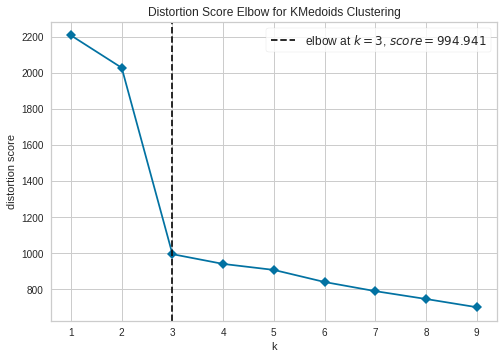 Distortion Score Elbow for KMedoids Clustering
elbow at k = 3, score = 994.941
2200
2000
1800
1600
1400
1200
1000
800
distortion score
1 2 3 4 5 6 7 8 9
k